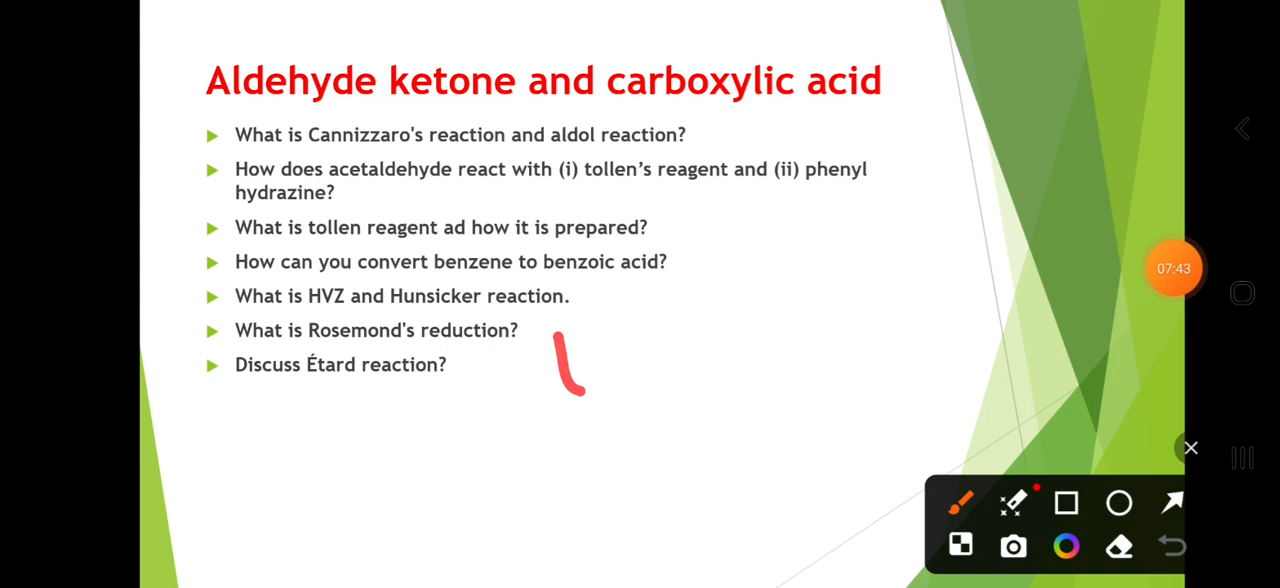 Aldehyde ketone and carboxylic acid
What is Cannizzaro's reaction and aldol reaction?
How does acetaldehyde react with (i) tollen’s reagent and (ii) phenyl
hydrazine?
What is tollen reagent ad how it is prepared?
How can you convert benzene to benzoic acid?
What is HVZ and Hunsicker reaction.
What is Rosemond's reduction?
Discuss Étard reaction?
07:43